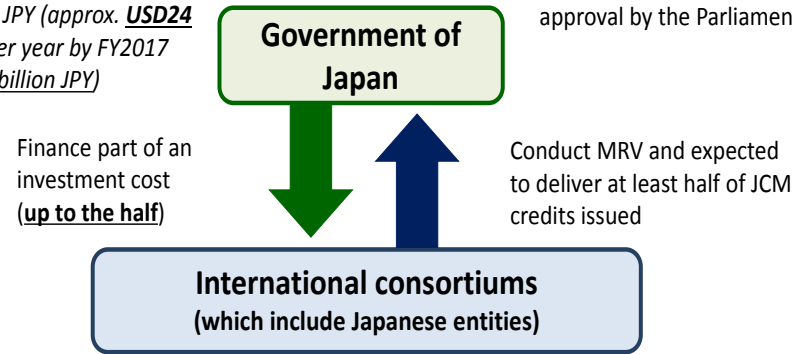 JPY (approx. USD24
er year by FY2017
billion JPY)
approval by the Parliamen
Government of
Japan
Finance part of an
investment cost
(up to the half)
Conduct MRV and expected
to deliver at least half of JCM
credits issued
International consortiums
(which include Japanese entities)